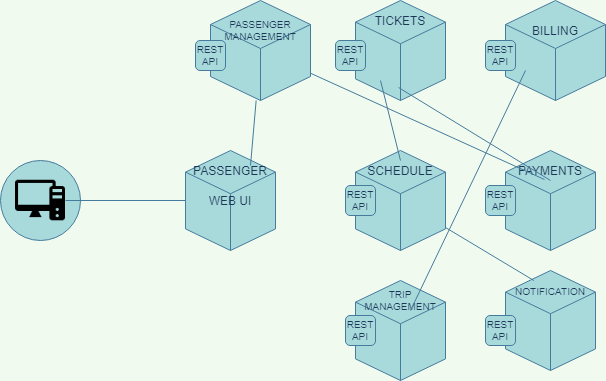 PASSENGER
MANAGEMENT
REST
API
TICKETS
REST
API
BILLING
REST
API
PASSENGER
WEB UI
SCHEDULE
REST
API
PAYMENTS
REST
API
TRIP
MANAGEMENT
REST
API
NOTIFICATION
REST
API